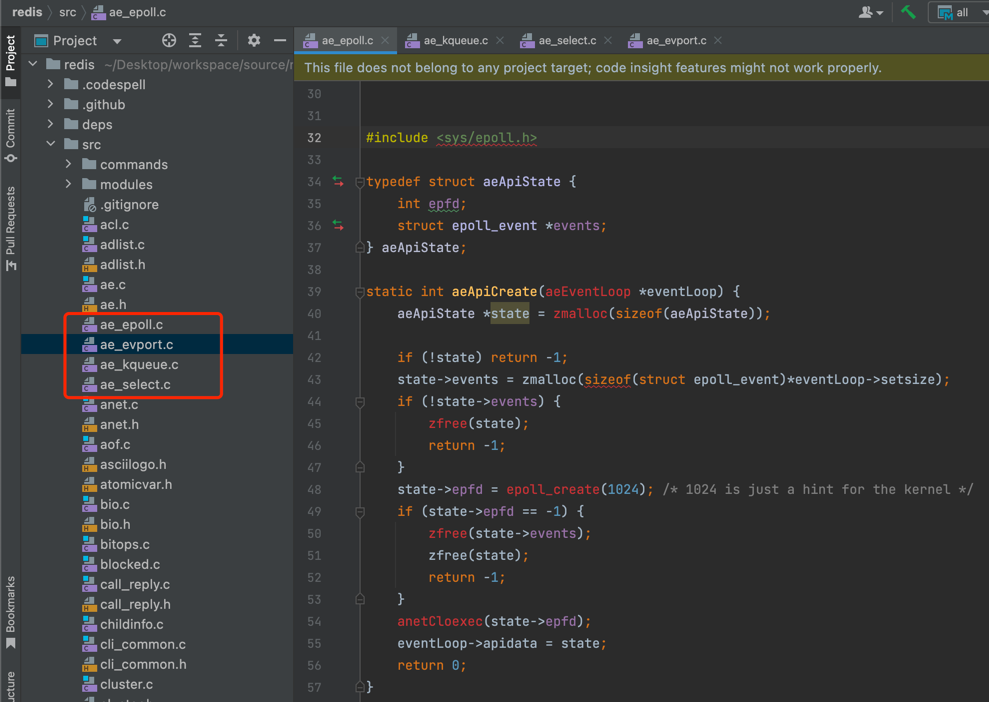 redis src ae_epoll.c all
Project
ae_epoll.c ae_kqueue.c ae_select.c ae_evport.c
This file does not belong to any project target; code insight features might not work properly.
Project
Commit
Pull Requests
Bookmarks
redis ~/Desktop/workspace/source/r
.codespell
.github
deps
src
commands
modules
.gitignore
acl.c
adlist.c
adlist.h
ae.c
ae.h
ae_epoll.c
ae_evport.c
ae_kqueue.c
ae_select.c
anet.c
anet.h
aof.c
asciilogo.h
atomicvar.h
bio.c
bio.h
bitops.c
blocked.c
call_reply.c
call_reply.h
childinfo.c
cli_common.c
cli_common.h
cluster.c
30
31
32 #include <sys/epoll.h>
33
34 typedef struct aeApiState {
35 int epfd;
36 struct epoll_event *events;
37 } aeApiState;
38
39 static int aeApiCreate(aeEventLoop *eventLoop) {
40 aeApiState *state = zmalloc(sizeof(aeApiState));
41
42 if (!state) return -1;
43 state->events = zmalloc(sizeof(struct epoll_event)*eventLoop->setsize);
44 if (!state->events) {
45 zfree(state);
46 return -1;
47 }
48 state->epfd = epoll_create(1024); /* 1024 is just a hint for the kernel */
49 if (state->epfd == -1) {
50 zfree(state->events);
51 zfree(state);
52 return -1;
53 }
54 anetCloexec(state->epfd);
55 eventLoop->apidata = state;
56 return 0;
57 }